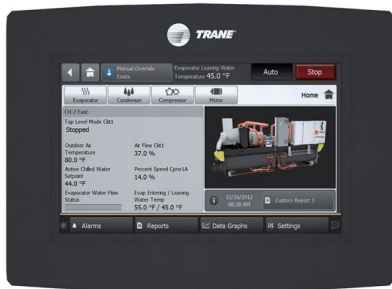 TRANE
Manual Override
Exists
Evaporator Leaving Water
Temperature 45.0 °F
Auto
Stop
Evaporator
Condenser
Compressor
Motor
Home
CH-2 East
Top Level Mode Ckt1
Stopped
Outdoor Air
Temperature
80.0 °F
Air Flow Ckt1
37.0 %
Active Chilled Water
Setpoint
44.0 °F
Percent Speed Cprsr1A
14.0 %
Evaporator Water Flow
Status
Evap Entering / Leaving
Water Temp
55.0 °F / 45.0 °F
11/16/2012
08:28 AM
Custom Report 1
Alarms
Reports
Data Graphs
Settings